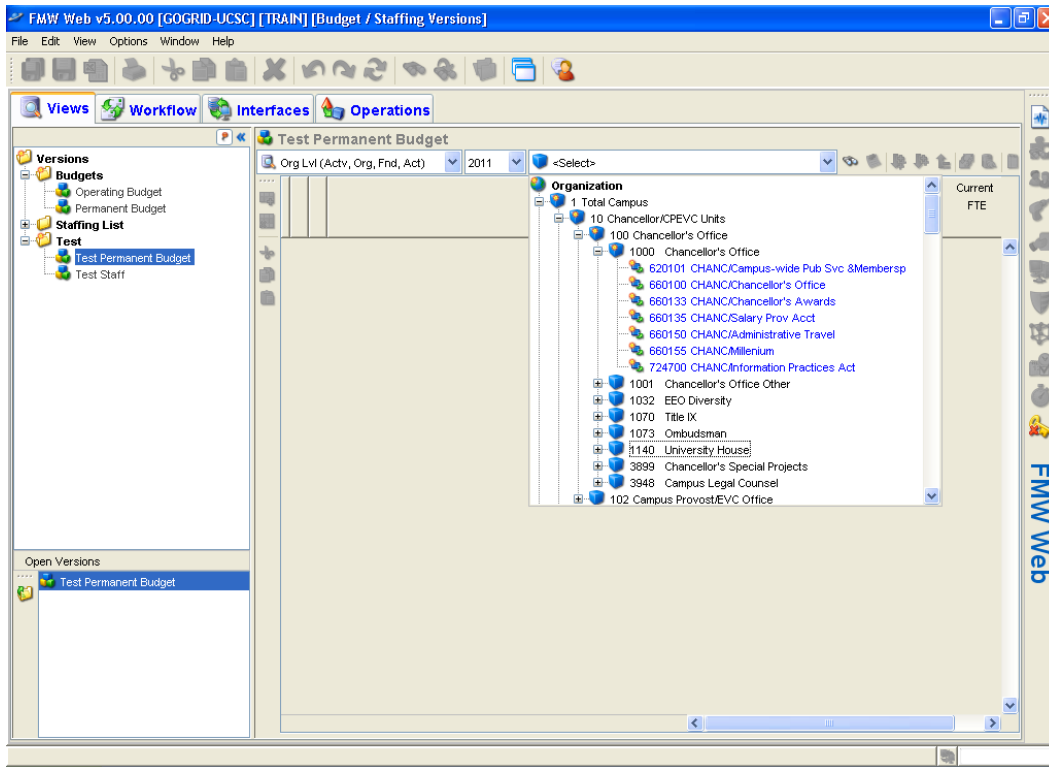 FMW Web v5.00.00 [GOGRID-UCSC] [TRAIN] [Budget / Staffing Versions]
File Edit View Options Window Help
Views Workflow Interfaces Operations
P «
Test Permanent Budget
Versions
Budgets
Operating Budget
Permanent Budget
Staffing List
Test
Test Permanent Budget
Test Staff
Org Lvl (Actv, Org, Fnd, Act) 2011 <Select>
Organization
1 Total Campus
10 Chancellor/CPEVC Units
100 Chancellor's Office
1000 Chancellor's Office
620101 CHANC/Campus-wide Pub Svc &Membersp
660100 CHANC/Chancellor's Office
660133 CHANC/Chancellor's Awards
660135 CHANC/Salary Prov Acct
660150 CHANC/Administrative Travel
660155 CHANC/Millenium
724700 CHANC/Information Practices Act
1001 Chancellor's Office Other
1032 EEO Diversity
1070 Title IX
1073 Ombudsman
1140 University House
3899 Chancellor's Special Projects
3948 Campus Legal Counsel
102 Campus Provost/EVC Office
Current
FTE
Open Versions
Test Permanent Budget
FMW Web